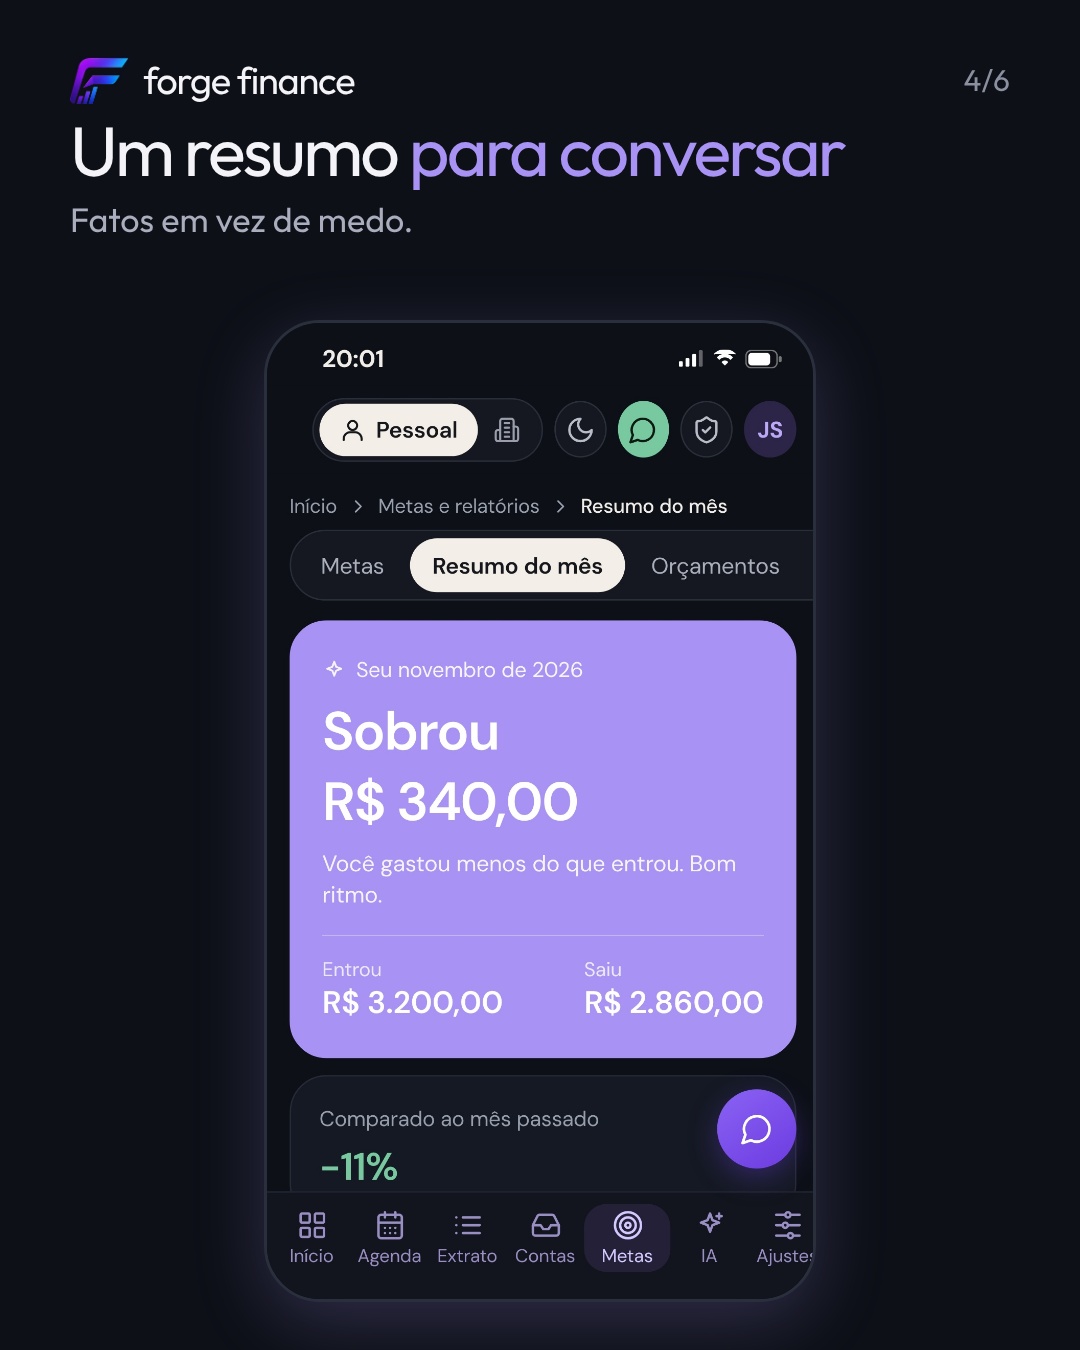 forge finance
4/6
Um resumo para conversar
Fatos em vez de medo.
20:01
Pessoal
JS
Início > Metas e relatórios > Resumo do mês
Metas Resumo do mês Orçamentos
Seu novembro de 2026
Sobrou
R$ 340,00
Você gastou menos do que entrou. Bom
ritmo.
Entrou Saiu
R$ 3.200,00 R$ 2.860,00
Comparado ao mês passado
-11%
Início Agenda Extrato Contas Metas IA Ajustes